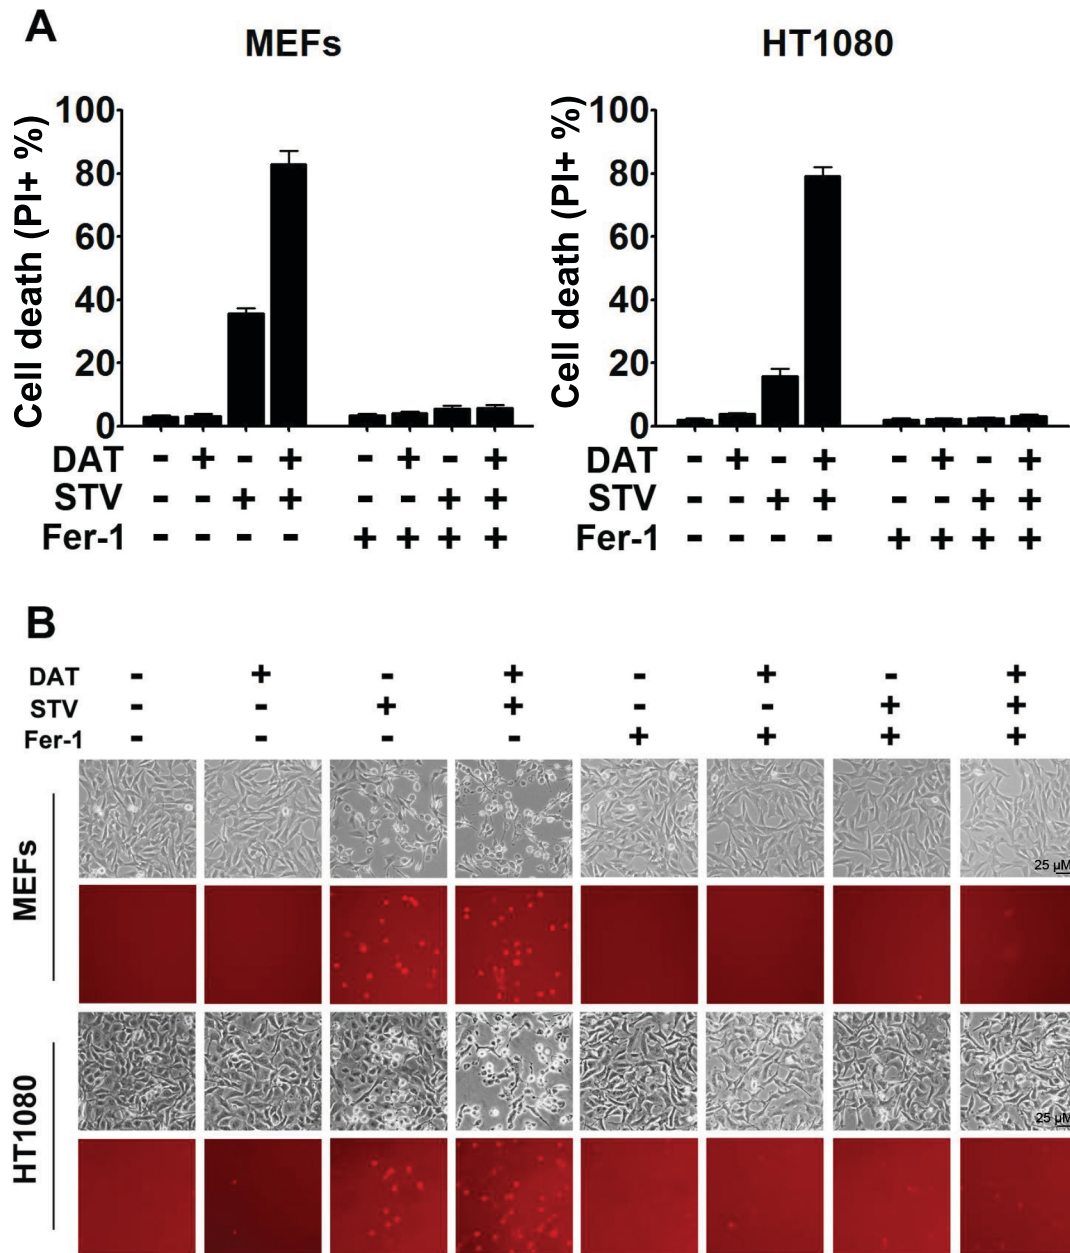 A
MEFs
HT1080
Cell death (PI+ %)
100
80
60
40
20
0
DAT - + - + - + - +
STV - - + + - - + +
Fer-1 - - - - + + + +
Cell death (PI+ %)
100
80
60
40
20
0
DAT - + - + - + - +
STV - - + + - - + +
Fer-1 - - - - + + + +
B
DAT - + - + - + - +
STV - - + + - - + +
Fer-1 - - - - + + + +
MEFs
25 µM
HT1080
25 µM